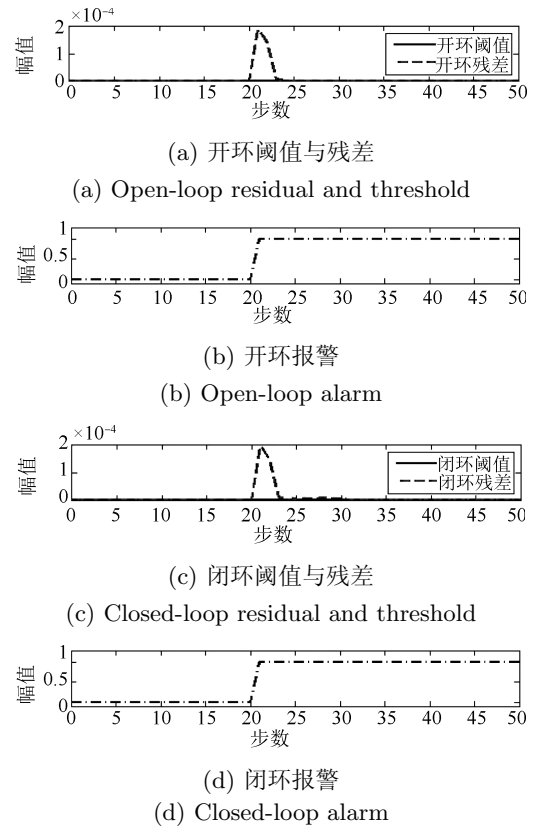 ×10⁻⁴
2
1
0
幅值
开环阈值
开环残差
0 5 10 15 20 25 30 35 40 45 50
步数
(a) 开环阈值与残差
(a) Open-loop residual and threshold
1
0.5
0
幅值
0 5 10 15 20 25 30 35 40 45 50
步数
(b) 开环报警
(b) Open-loop alarm
×10⁻⁴
2
1
0
幅值
闭环阈值
闭环残差
0 5 10 15 20 25 30 35 40 45 50
步数
(c) 闭环阈值与残差
(c) Closed-loop residual and threshold
1
0.5
0
幅值
0 5 10 15 20 25 30 35 40 45 50
步数
(d) 闭环报警
(d) Closed-loop alarm